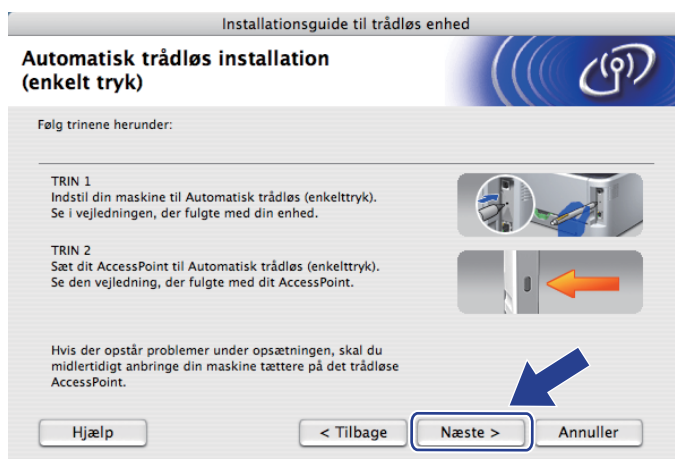 Installationsguide til trådløs enhed
Automatisk trådløs installation
(enkelt tryk)
Følg trinene herunder:
TRIN 1
Indstil din maskine til Automatisk trådløs (enkelttryk).
Se i vejledningen, der fulgte med din enhed.
TRIN 2
Sæt dit AccessPoint til Automatisk trådløs (enkelttryk).
Se den vejledning, der fulgte med dit AccessPoint.
Hvis der opstår problemer under opsætningen, skal du
midlertidigt anbringe din maskine tættere på det trådløse
AccessPoint.
Hjælp
< Tilbage
Næste >
Annuller